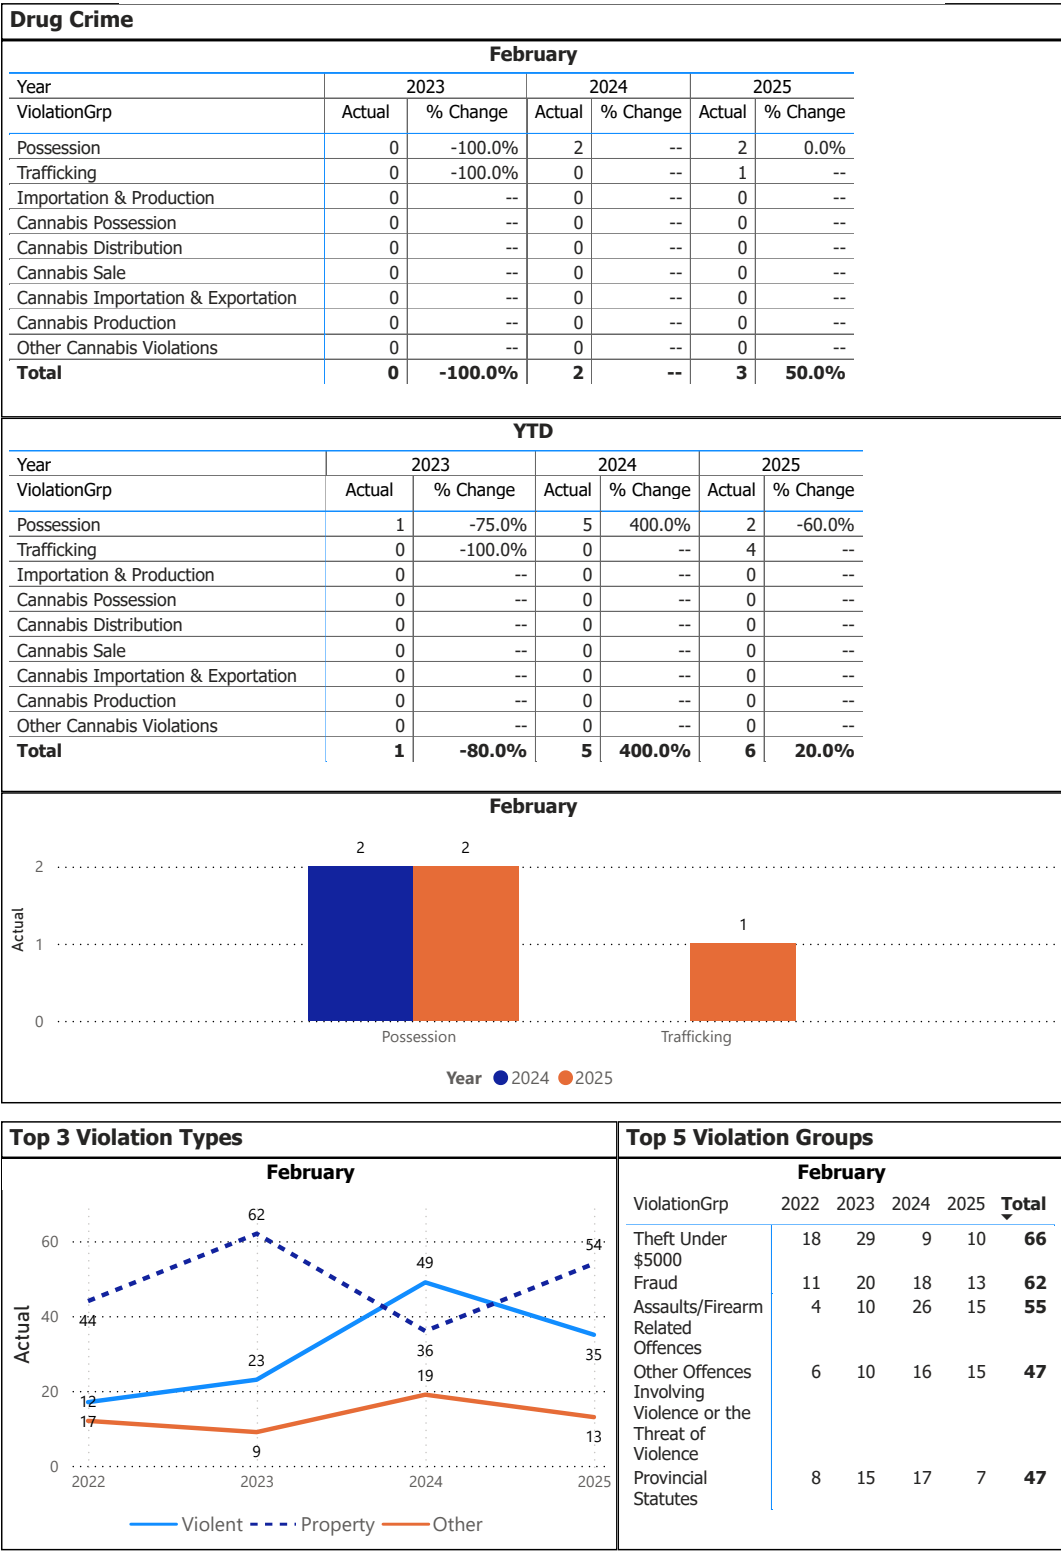 Drug Crime
February
Year 2023 2024 2025
ViolationGrp Actual % Change Actual % Change Actual % Change
Possession 0 -100.0% 2 -- 2 0.0%
Trafficking 0 -100.0% 0 -- 1 --
Importation & Production 0 -- 0 -- 0 --
Cannabis Possession 0 -- 0 -- 0 --
Cannabis Distribution 0 -- 0 -- 0 --
Cannabis Sale 0 -- 0 -- 0 --
Cannabis Importation & Exportation 0 -- 0 -- 0 --
Cannabis Production 0 -- 0 -- 0 --
Other Cannabis Violations 0 -- 0 -- 0 --
Total 0 -100.0% 2 -- 3 50.0%
YTD
Year 2023 2024 2025
ViolationGrp Actual % Change Actual % Change Actual % Change
Possession 1 -75.0% 5 400.0% 2 -60.0%
Trafficking 0 -100.0% 0 -- 4 --
Importation & Production 0 -- 0 -- 0 --
Cannabis Possession 0 -- 0 -- 0 --
Cannabis Distribution 0 -- 0 -- 0 --
Cannabis Sale 0 -- 0 -- 0 --
Cannabis Importation & Exportation 0 -- 0 -- 0 --
Cannabis Production 0 -- 0 -- 0 --
Other Cannabis Violations 0 -- 0 -- 0 --
Total 1 -80.0% 5 400.0% 6 20.0%
February
2 2
2
1
Actual
1
0
Possession Trafficking
Year 2024 2025
Top 3 Violation Types
February
62
60
54
49
44
40
Actual
36
35
23
20
19
12
17
13
9
0
2022 2023 2024 2025
Violent Property Other
Top 5 Violation Groups
February
ViolationGrp 2022 2023 2024 2025 Total
Theft Under 18 29 9 10 66
$5000
Fraud 11 20 18 13 62
Assaults/Firearm 4 10 26 15 55
Related
Offences
Other Offences 6 10 16 15 47
Involving
Violence or the
Threat of
Violence
Provincial 8 15 17 7 47
Statutes